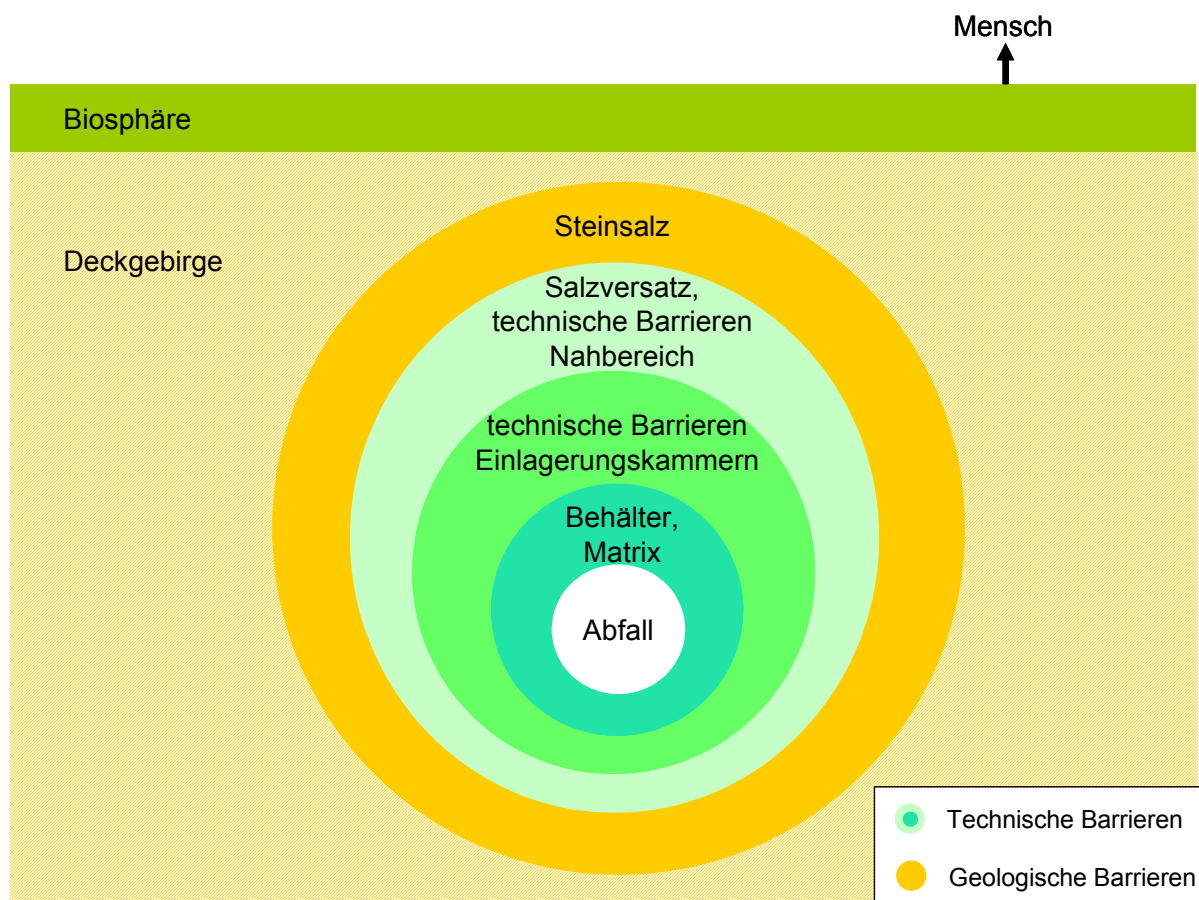 Mensch
Biosphäre
Steinsalz
Deckgebirge
Salzversatz,
technische Barrieren
Nahbereich
technische Barrieren
Einlagerungskammern
Behälter,
Matrix
Abfall
Technische Barrieren
Geologische Barrieren